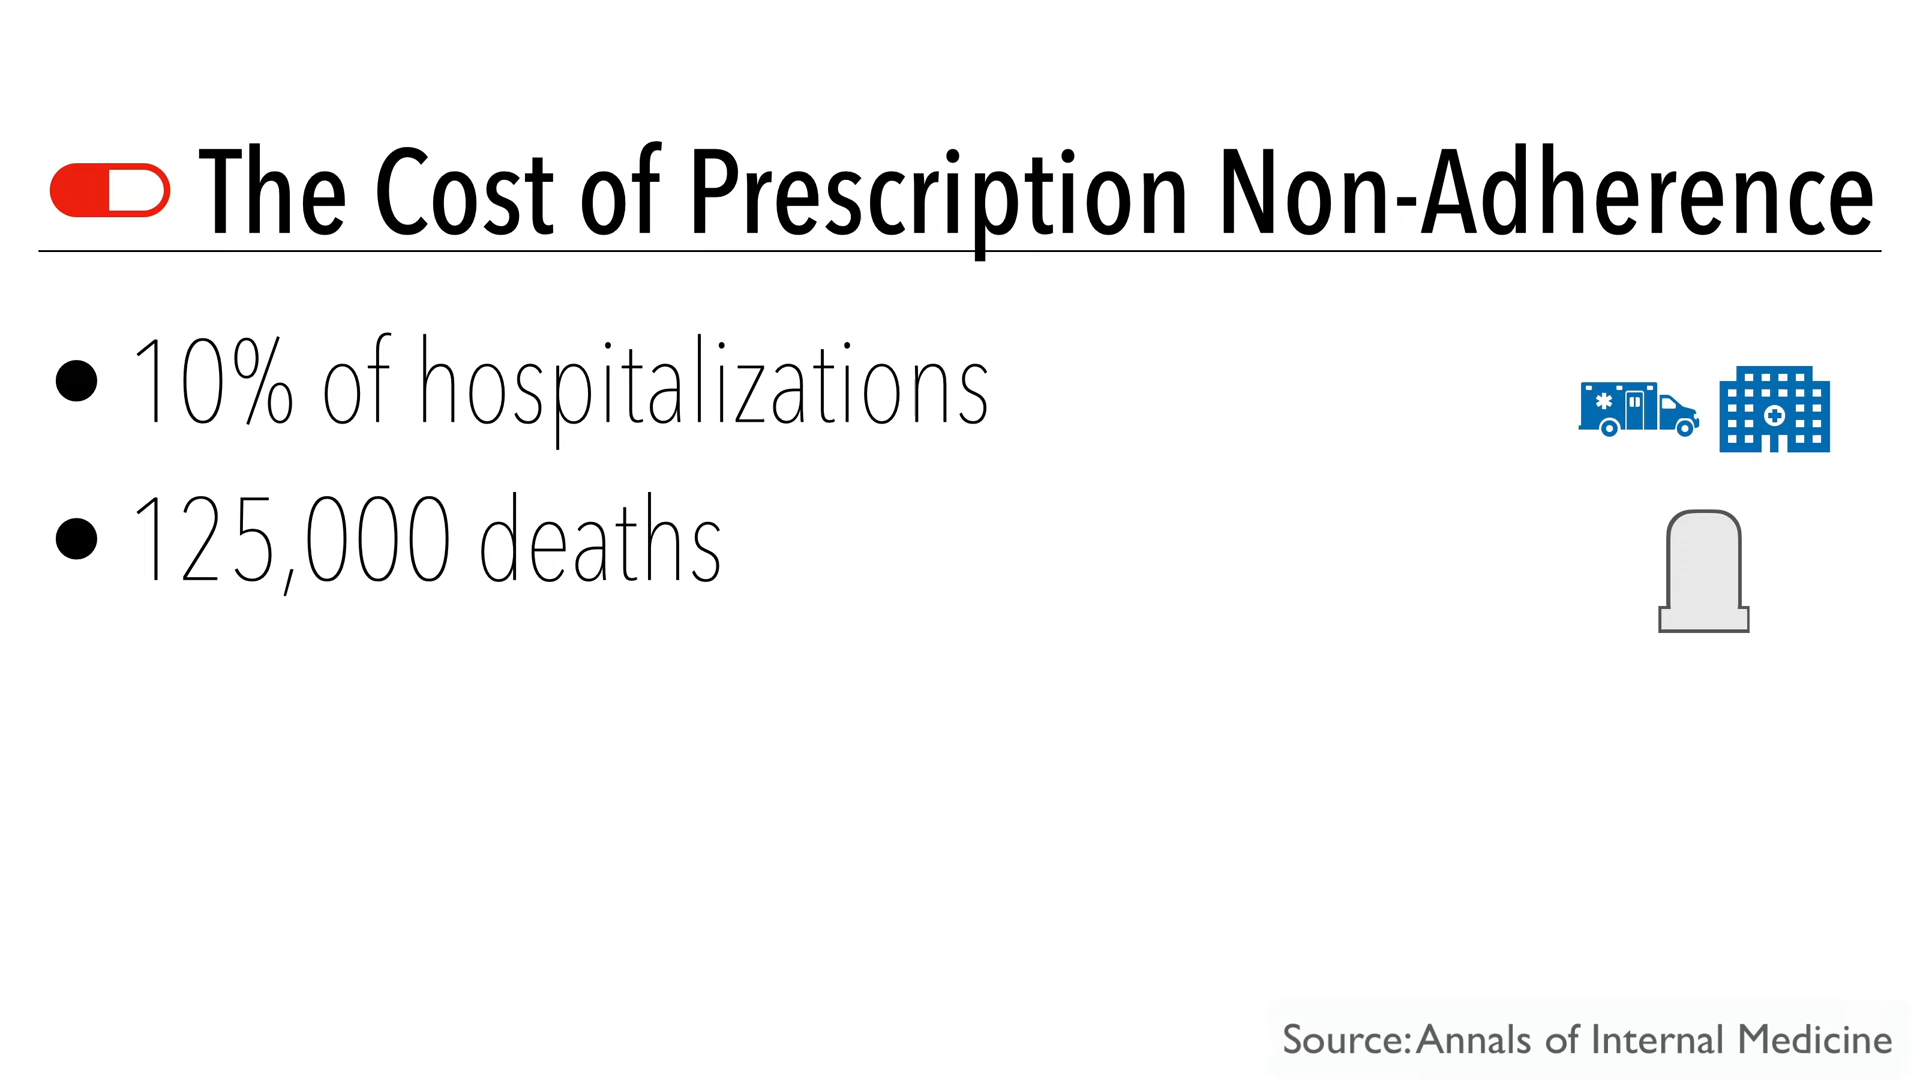 The Cost of Prescription Non-Adherence
• 10% of hospitalizations
• 125,000 deaths
Source: Annals of Internal Medicine